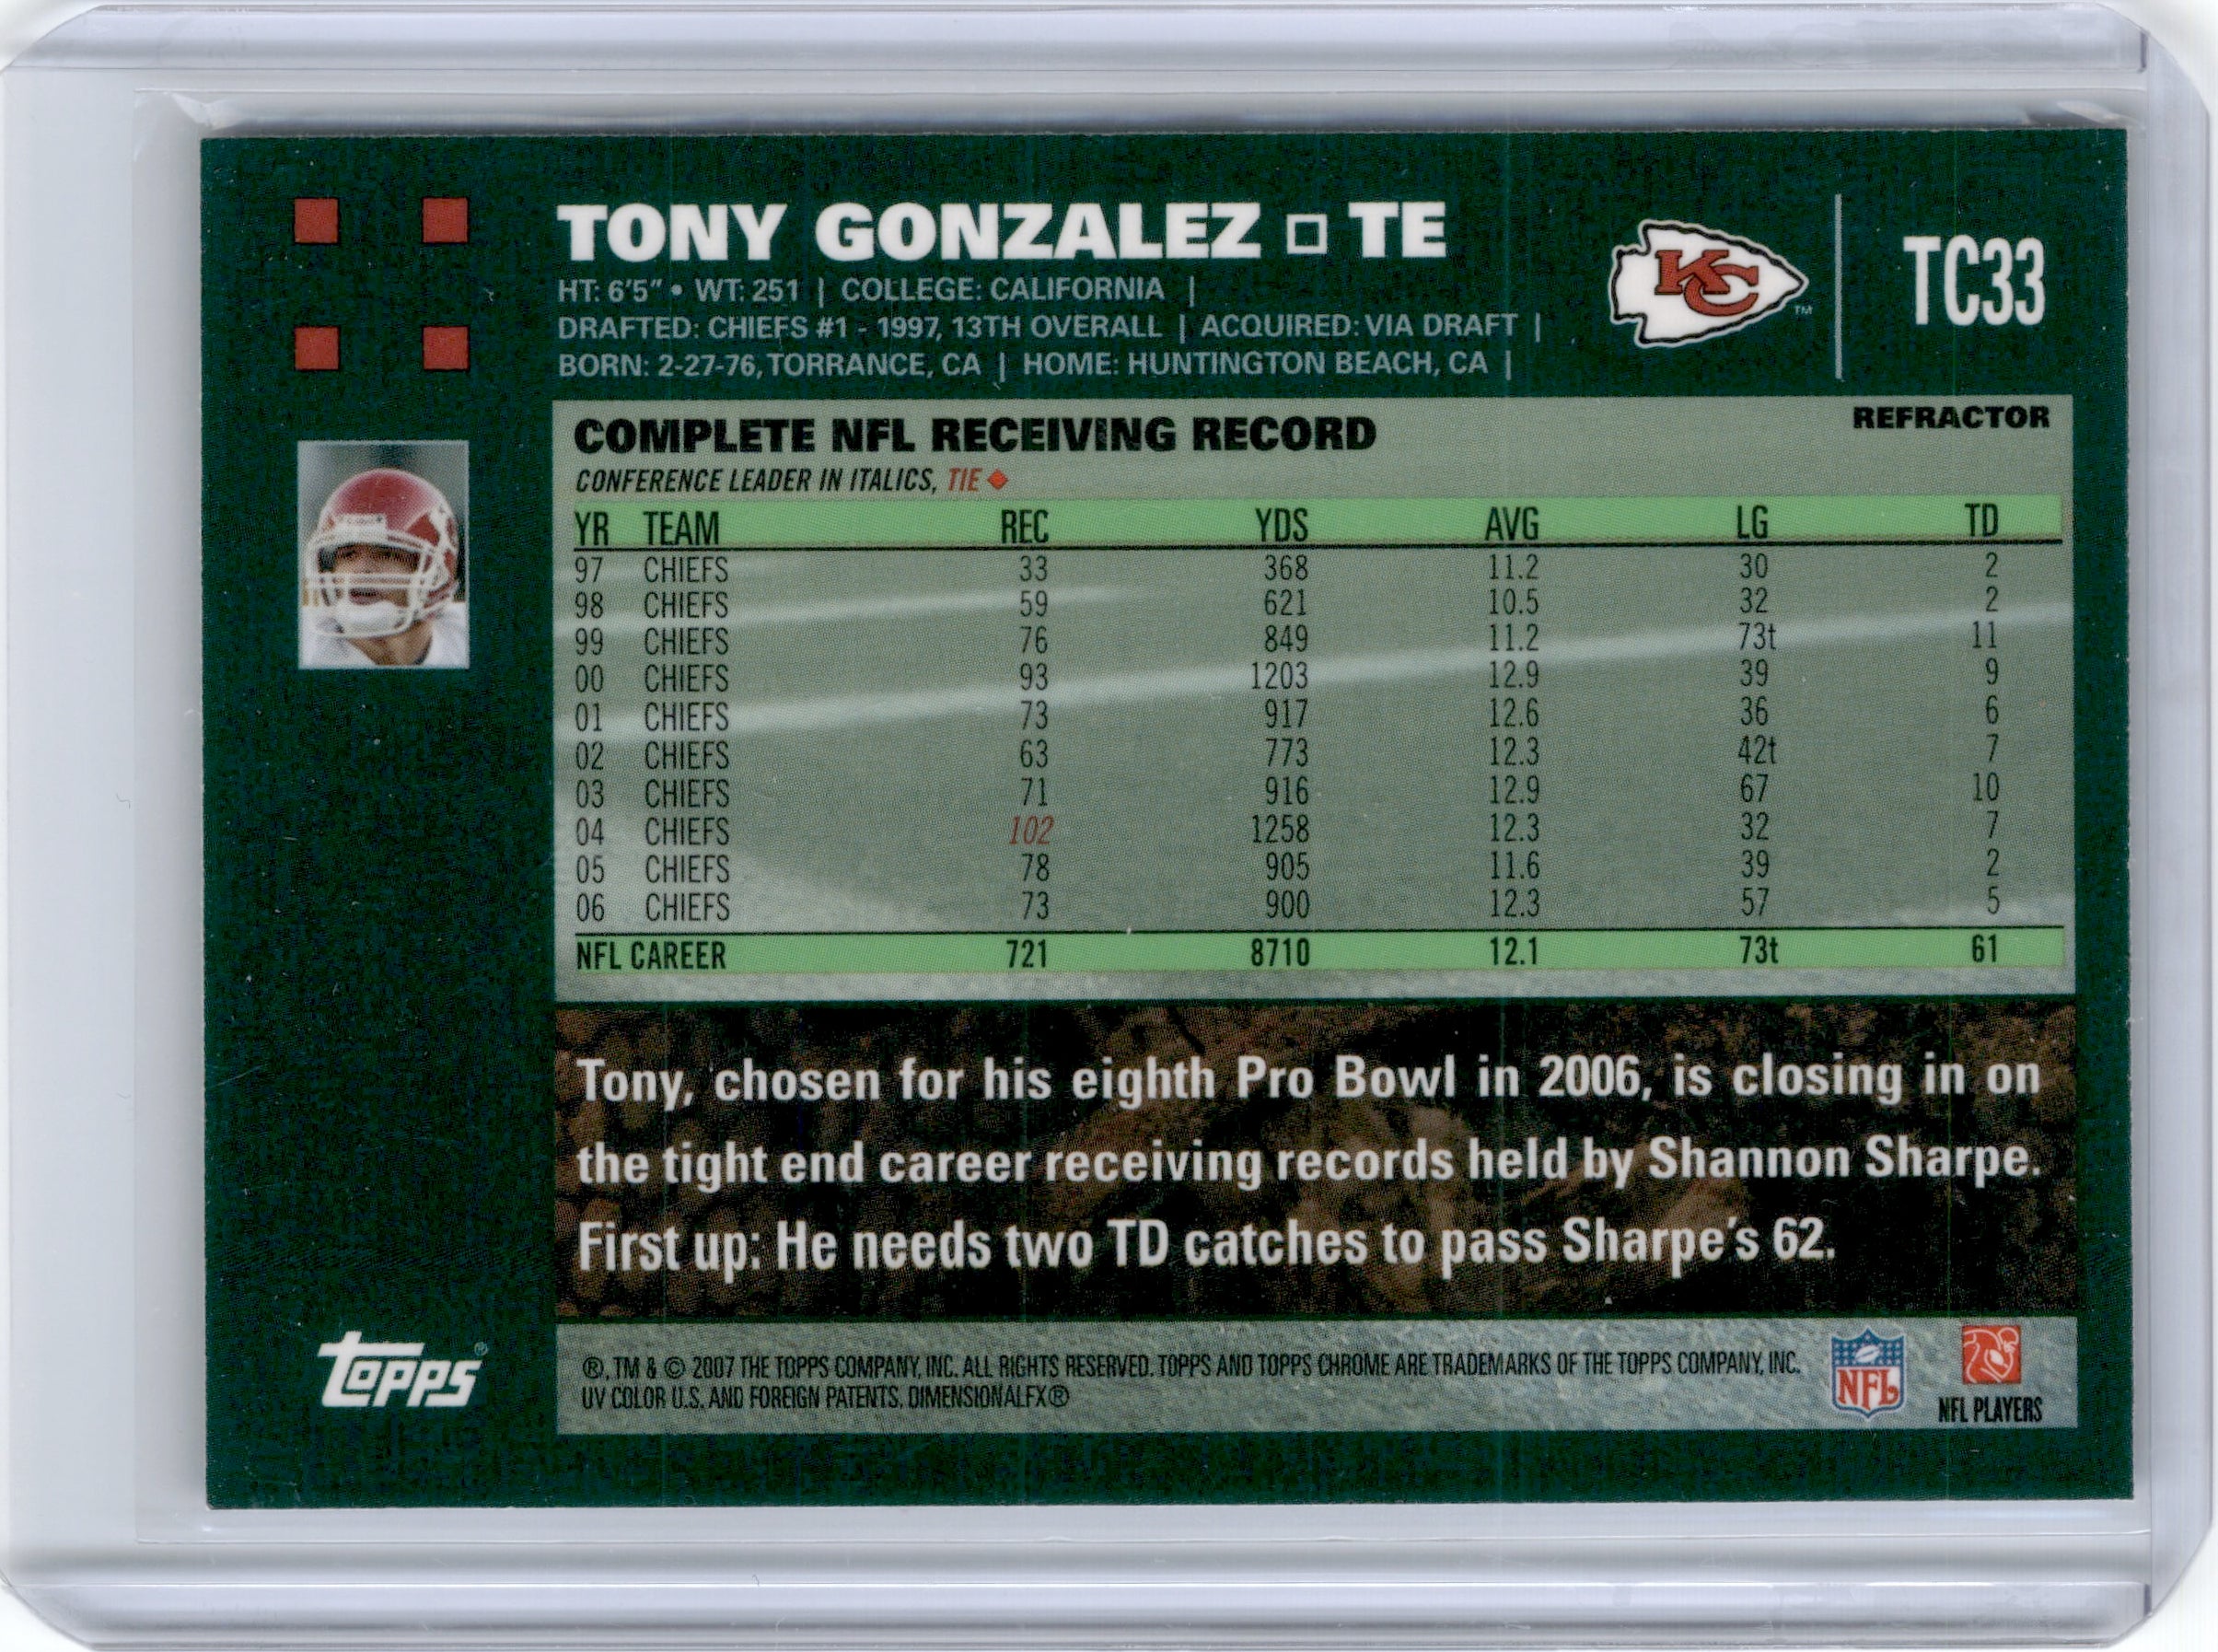 TONY GONZALEZ □ TE
HT: 6'5" • WT: 251 | COLLEGE: CALIFORNIA |
DRAFTED: CHIEFS #1 - 1997, 13TH OVERALL | ACQUIRED: VIA DRAFT |
BORN: 2-27-76, TORRANCE, CA | HOME: HUNTINGTON BEACH, CA |
KC TM
TC33
COMPLETE NFL RECEIVING RECORD
REFRACTOR
CONFERENCE LEADER IN ITALICS, TIE ♦
YR TEAM REC YDS AVG LG TD
97 CHIEFS 33 368 11.2 30 2
98 CHIEFS 59 621 10.5 32 2
99 CHIEFS 76 849 11.2 73t 11
00 CHIEFS 93 1203 12.9 39 9
01 CHIEFS 73 917 12.6 36 6
02 CHIEFS 63 773 12.3 42t 7
03 CHIEFS 71 916 12.9 67 10
04 CHIEFS 102 1258 12.3 32 7
05 CHIEFS 78 905 11.6 39 2
06 CHIEFS 73 900 12.3 57 5
NFL CAREER 721 8710 12.1 73t 61
Tony, chosen for his eighth Pro Bowl in 2006, is closing in on
the tight end career receiving records held by Shannon Sharpe.
First up: He needs two TD catches to pass Sharpe's 62.
topps®
®, TM & © 2007 THE TOPPS COMPANY, INC. ALL RIGHTS RESERVED. TOPPS AND TOPPS CHROME ARE TRADEMARKS OF THE TOPPS COMPANY, INC.
UV COLOR U.S. AND FOREIGN PATENTS. DIMENSIONALFX®
NFL
NFL PLAYERS